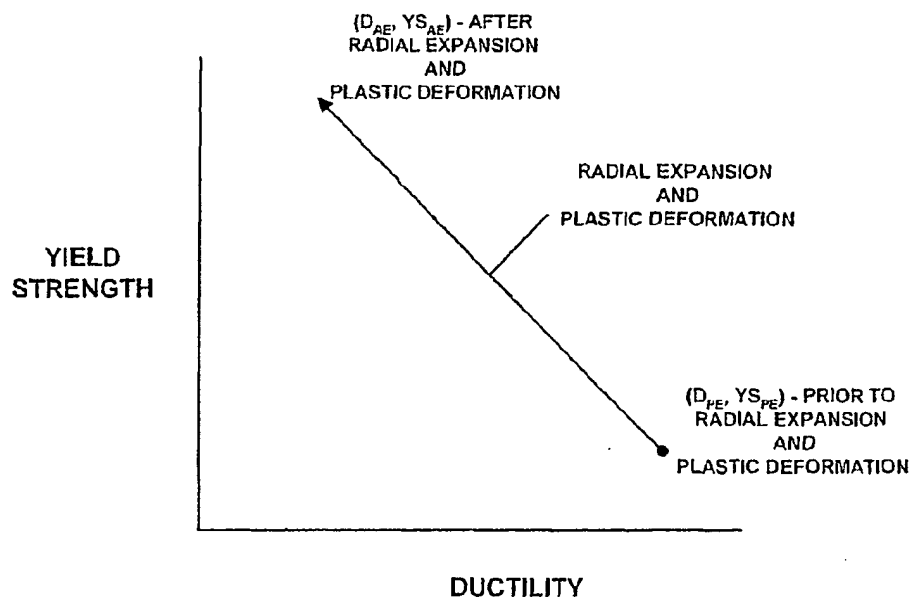 (D_AE, YS_AE) - AFTER
RADIAL EXPANSION
AND
PLASTIC DEFORMATION
RADIAL EXPANSION
AND
PLASTIC DEFORMATION
YIELD
STRENGTH
(D_PE, YS_PE) - PRIOR TO
RADIAL EXPANSION
AND
PLASTIC DEFORMATION
DUCTILITY